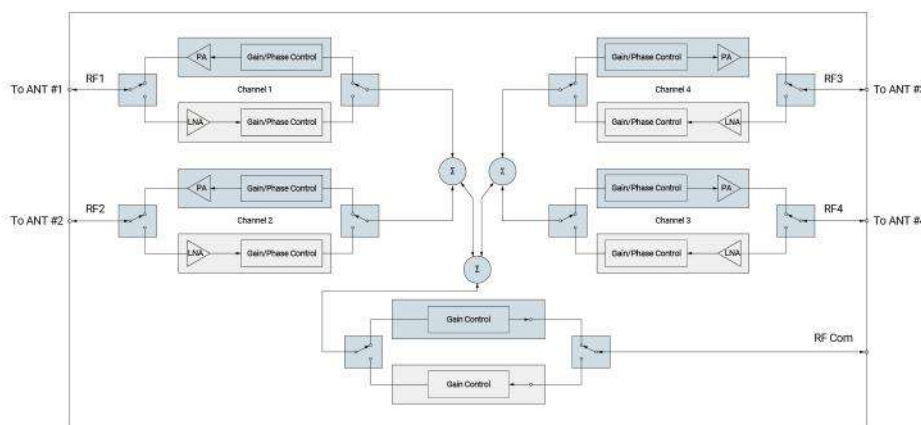 PA
Gain/Phase Control
Gain/Phase Control
PA
To ANT #1
RF1
Channel 1
Channel 4
RF3
To ANT #3
LNA
Gain/Phase Control
Gain/Phase Control
LNA
Σ
Σ
PA
Gain/Phase Control
Gain/Phase Control
PA
To ANT #2
RF2
Channel 2
Channel 3
RF4
To ANT #4
LNA
Gain/Phase Control
Gain/Phase Control
LNA
Σ
Gain Control
RF Com
Gain Control